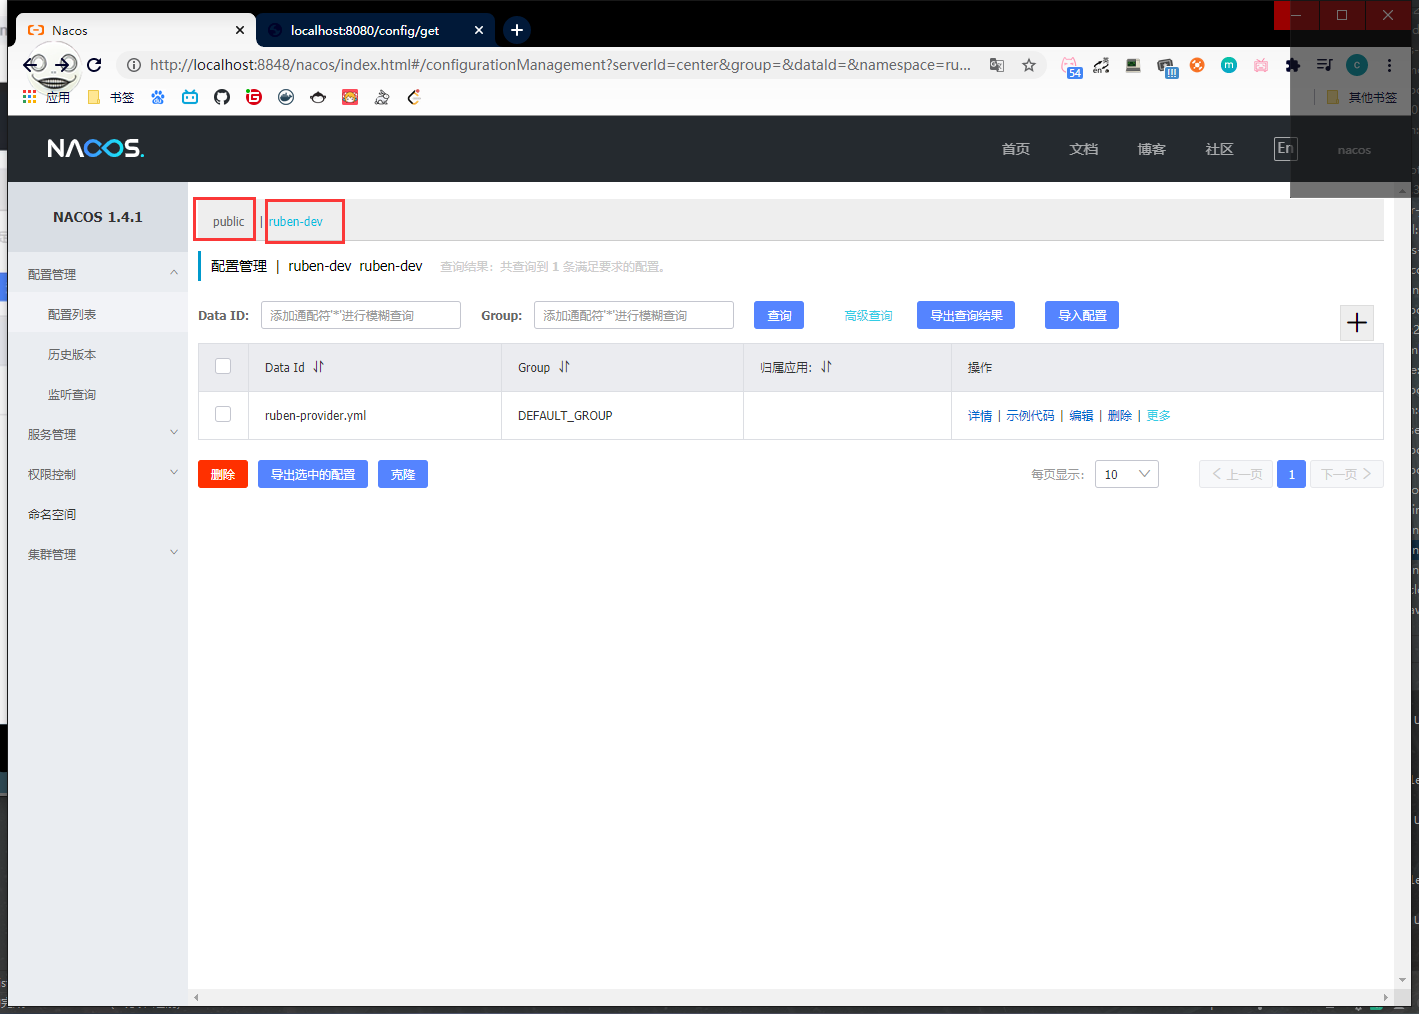 Nacos
localhost:8080/config/get
http://localhost:8848/nacos/index.html#/configurationManagement?serverId=center&group=&dataId=&namespace=ru...
54
en
m
c
应用
书签
其他书签
NACOS.
首页
文档
博客
社区
En
nacos
NACOS 1.4.1
public | ruben-dev
配置管理
配置管理 | ruben-dev ruben-dev 查询结果：共查询到 1 条满足要求的配置。
配置列表
Data ID: 添加通配符'*'进行模糊查询 Group: 添加通配符'*'进行模糊查询 查询 高级查询 导出查询结果 导入配置
历史版本
监听查询
服务管理
权限控制
命名空间
集群管理
Data Id Group 归属应用: 操作
ruben-provider.yml DEFAULT_GROUP 详情 | 示例代码 | 编辑 | 删除 | 更多
删除 导出选中的配置 克隆 每页显示: 10 上一页 1 下一页